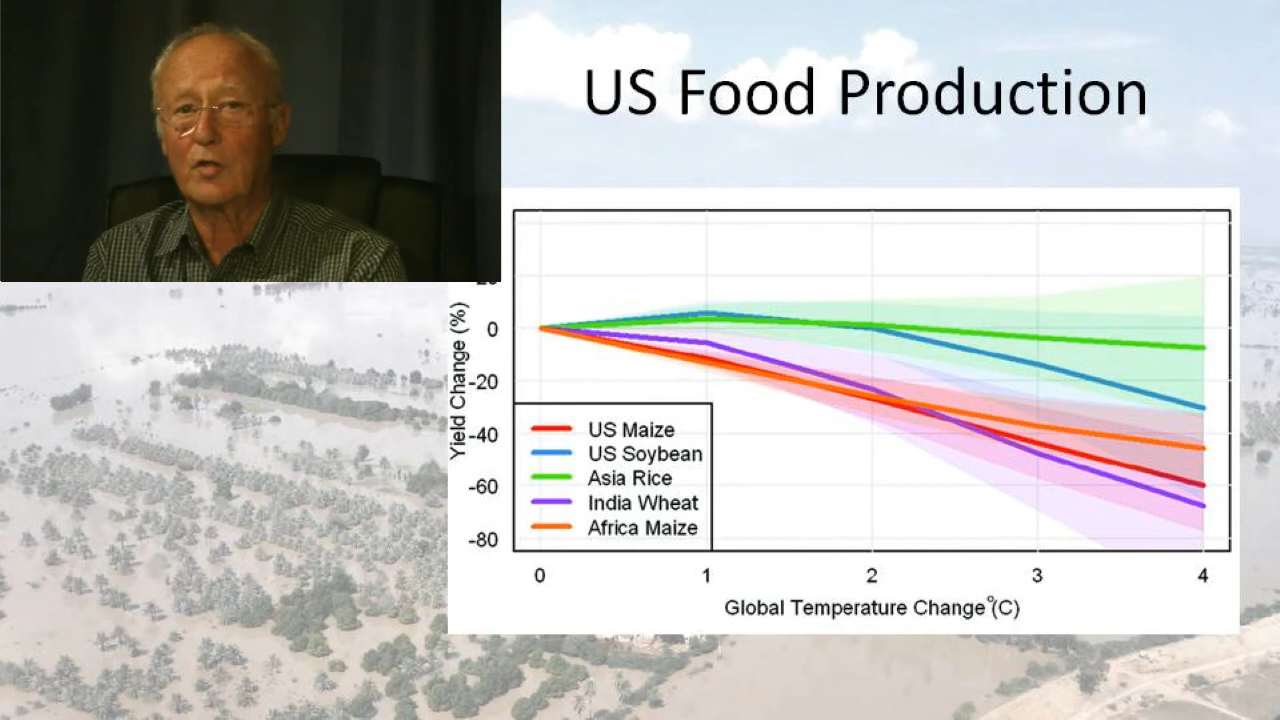 US Food Production
Yield Change (%)
0
-20
-40
-60
-80
US Maize
US Soybean
Asia Rice
India Wheat
Africa Maize
0 1 2 3 4
Global Temperature Change°(C)